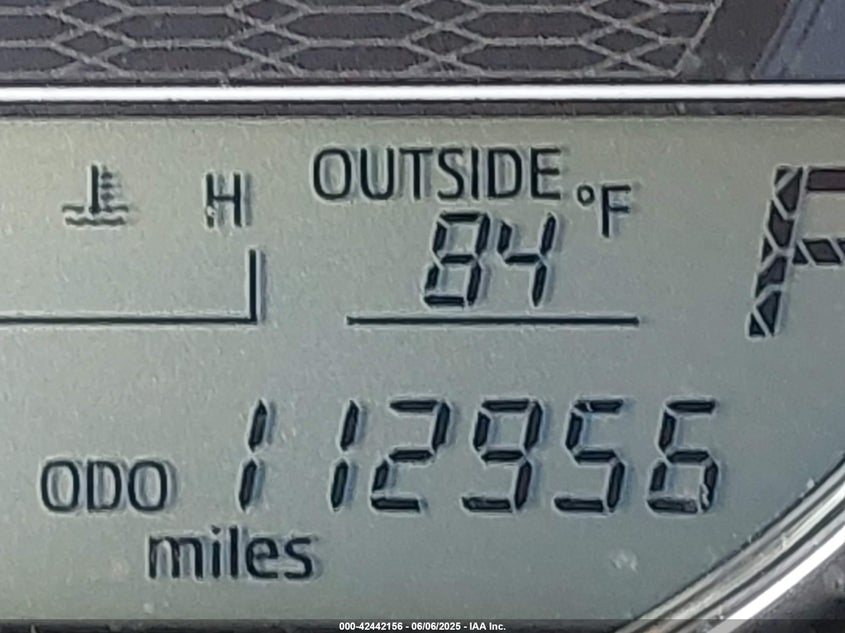 H OUTSIDE °F
84
P
ODO 112956
miles
000-42442156 - 06/06/2025 - IAA Inc.